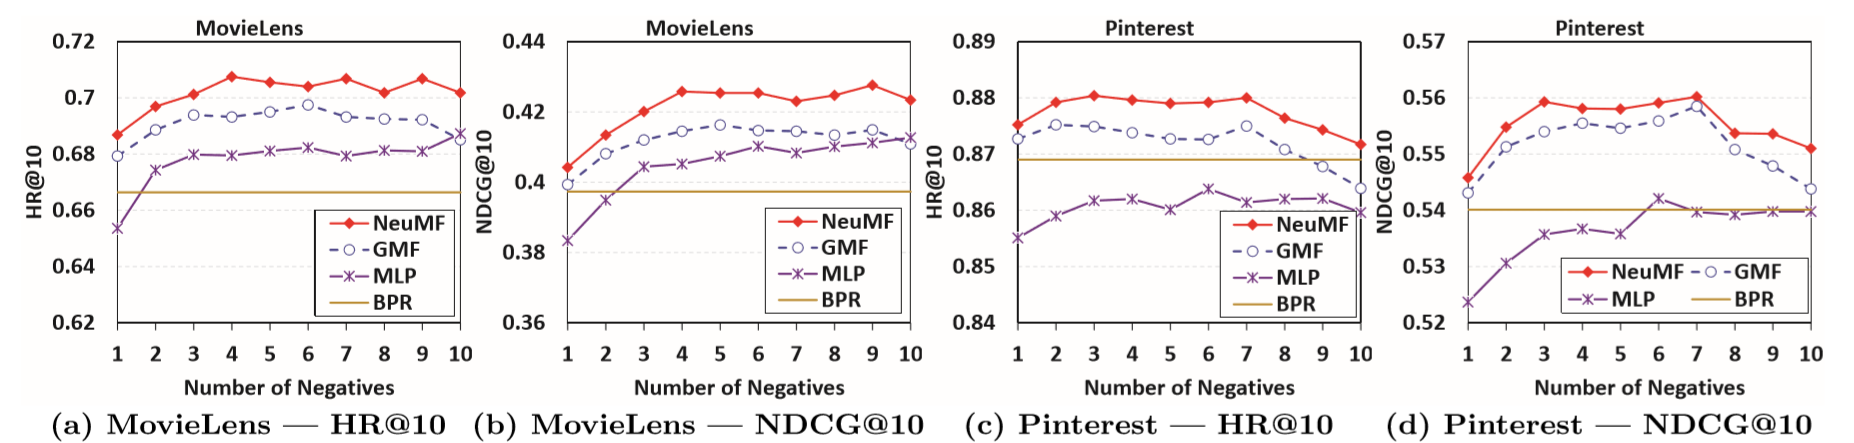 MovieLens
0.72
0.7
0.68
0.66
0.64
0.62
HR@10
NeuMF
GMF
MLP
BPR
1 2 3 4 5 6 7 8 9 10
Number of Negatives
(a) MovieLens — HR@10
MovieLens
0.44
0.42
0.4
0.38
0.36
NDCG@10
NeuMF
GMF
MLP
BPR
1 2 3 4 5 6 7 8 9 10
Number of Negatives
(b) MovieLens — NDCG@10
Pinterest
0.89
0.88
0.87
0.86
0.85
0.84
HR@10
NeuMF
GMF
MLP
BPR
1 2 3 4 5 6 7 8 9 10
Number of Negatives
(c) Pinterest — HR@10
Pinterest
0.57
0.56
0.55
0.54
0.53
0.52
NDCG@10
NeuMF GMF
MLP BPR
1 2 3 4 5 6 7 8 9 10
Number of Negatives
(d) Pinterest — NDCG@10